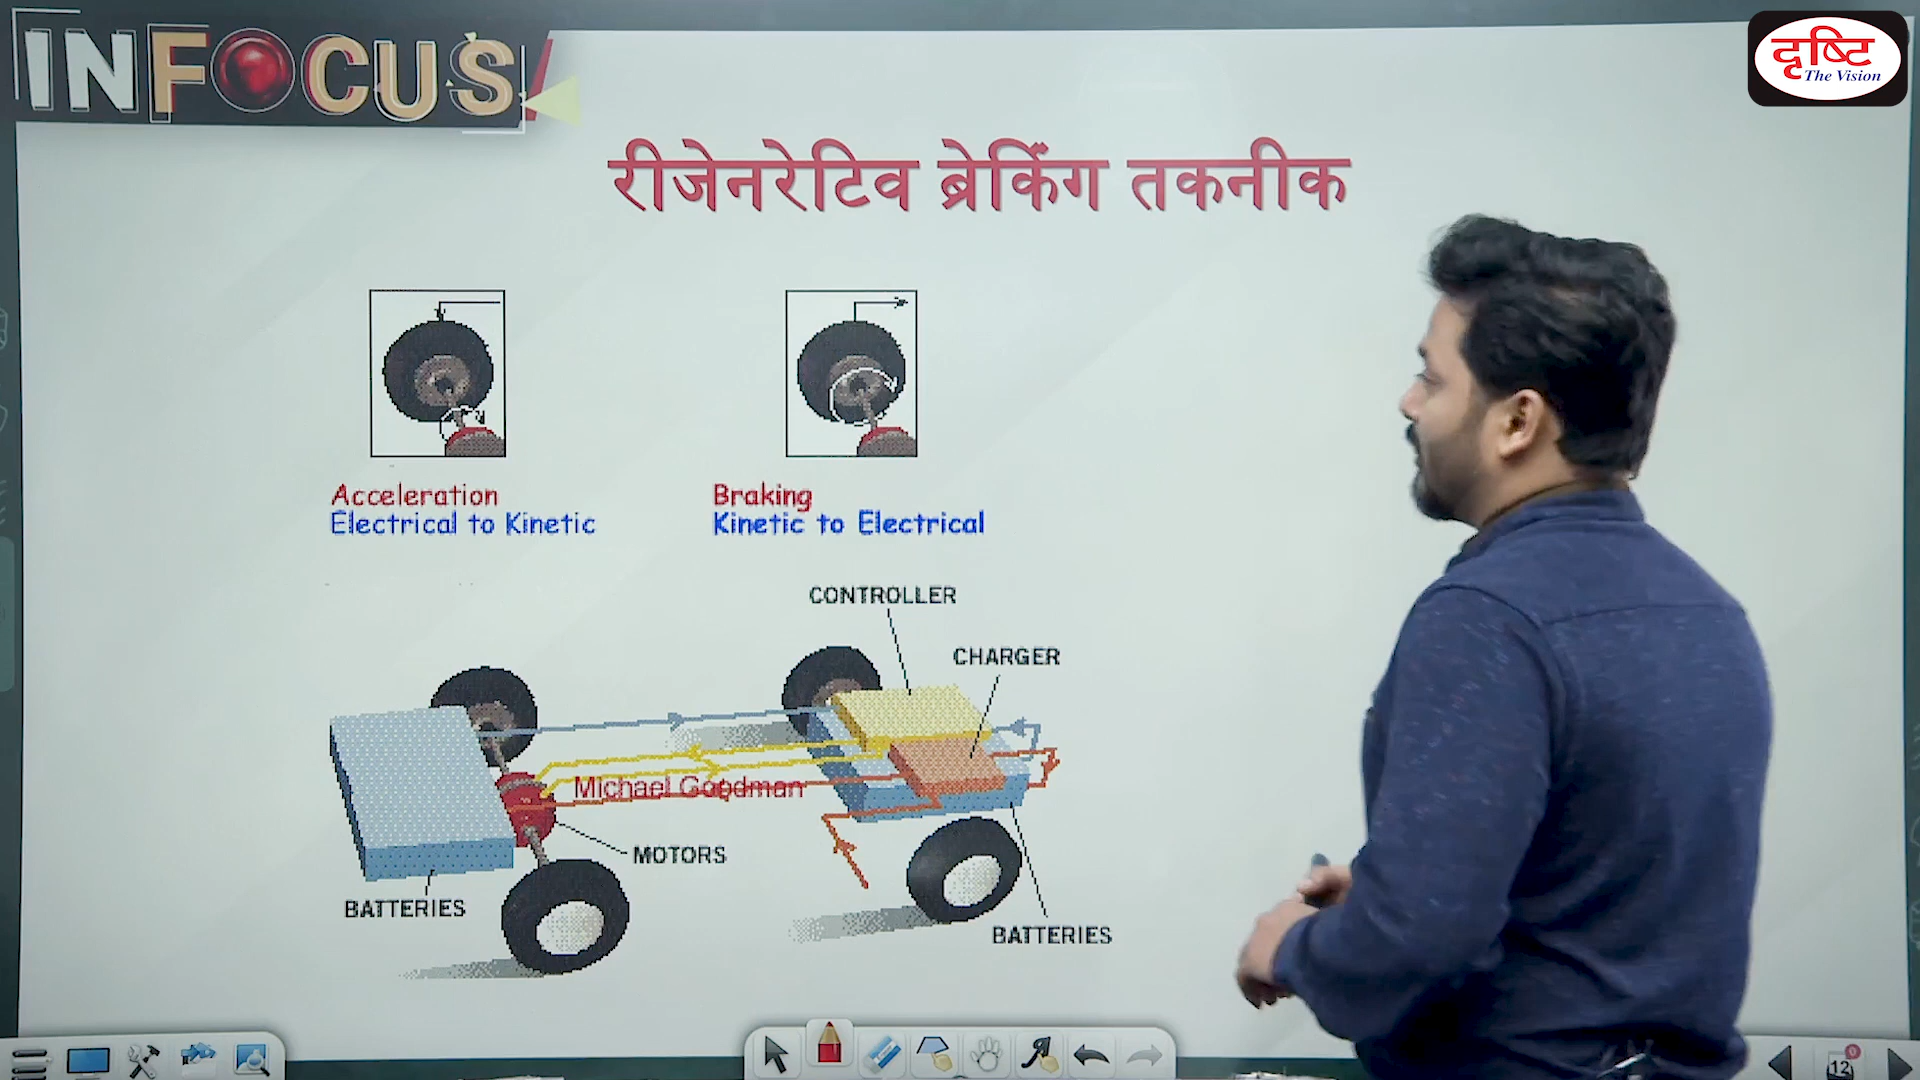 INFOCUS
दृष्टि
The Vision
रीजेनरेटिव ब्रेकिंग तकनीक
Acceleration
Electrical to Kinetic
Braking
Kinetic to Electrical
CONTROLLER
CHARGER
Michael Goodman
MOTORS
BATTERIES
BATTERIES
12
0